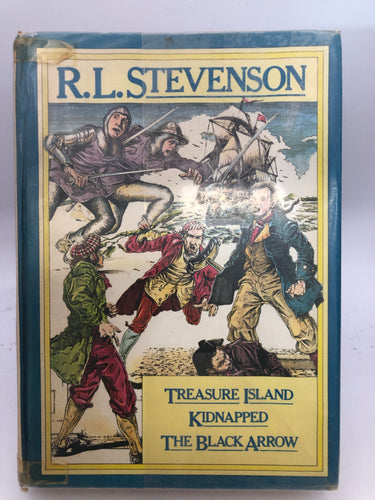 R.L.STEVENSON
TREASURE ISLAND
KIDNAPPED
THE BLACK ARROW